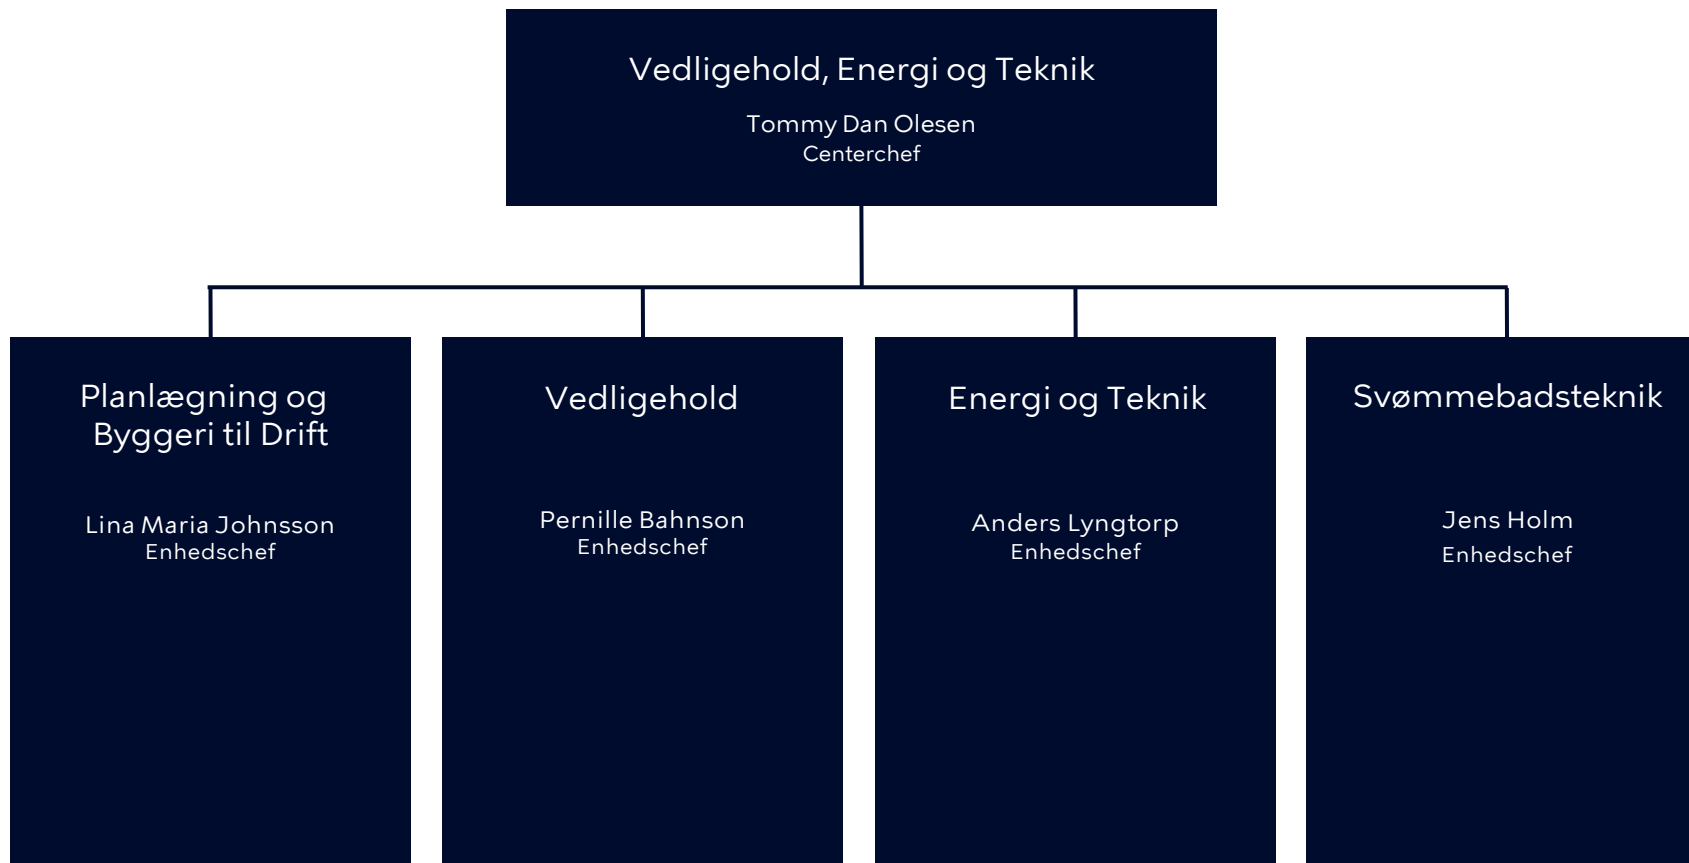 Vedligehold, Energi og Teknik
Tommy Dan Olesen
Centerchef
Planlægning og
Byggeri til Drift
Lina Maria Johnsson
Enhedschef
Vedligehold
Pernille Bahnson
Enhedschef
Energi og Teknik
Anders Lyngtorp
Enhedschef
Svømmebadsteknik
Jens Holm
Enhedschef